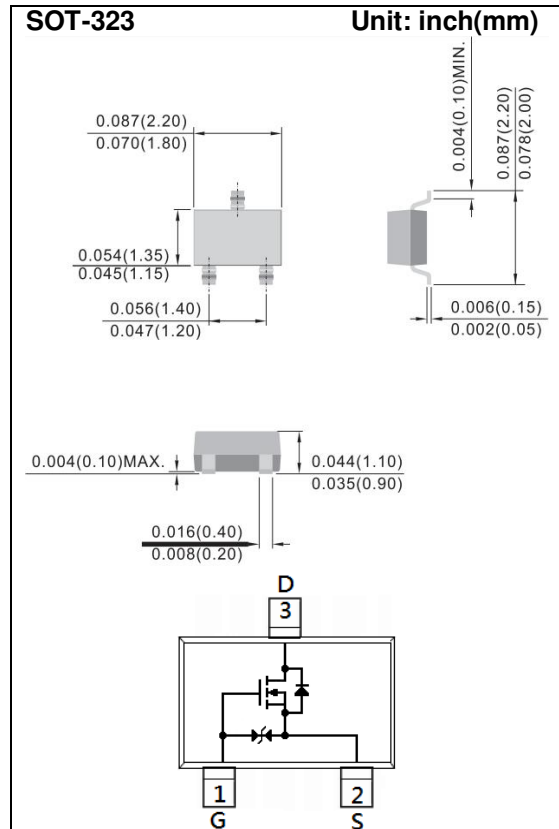 SOT-323 Unit: inch(mm)
0.087(2.20)
0.070(1.80)
0.004(0.10)MIN.
0.087(2.20)
0.078(2.00)
0.054(1.35)
0.045(1.15)
0.056(1.40)
0.047(1.20)
0.006(0.15)
0.002(0.05)
0.004(0.10)MAX.
0.044(1.10)
0.035(0.90)
0.016(0.40)
0.008(0.20)
D
3
1
2
G
S